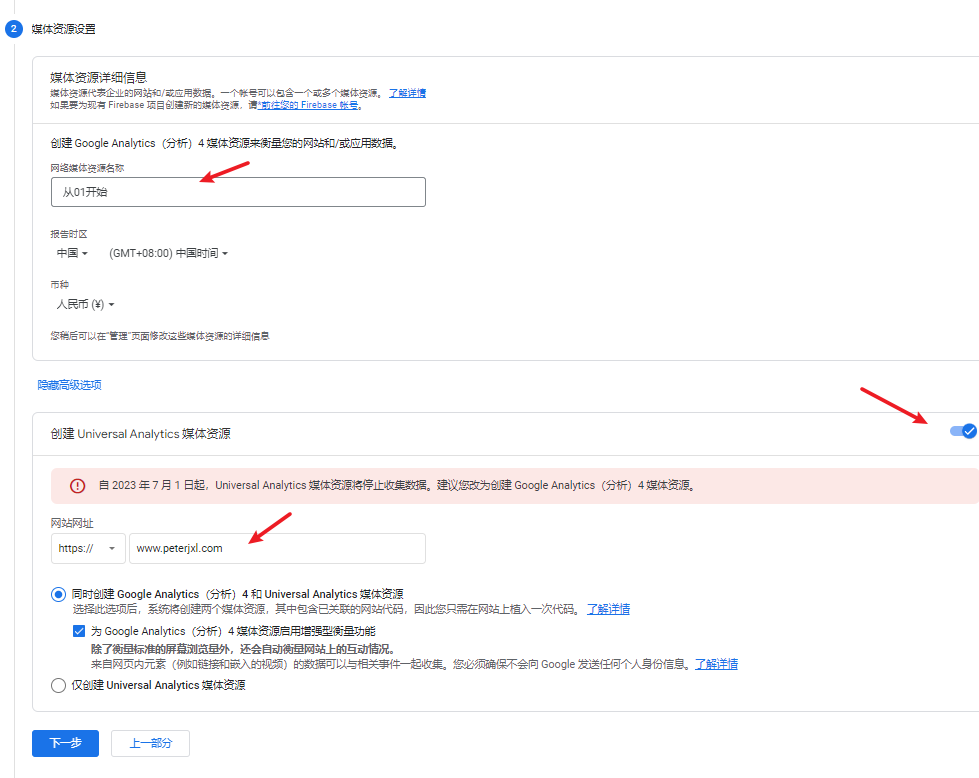 2 媒体资源设置
媒体资源详细信息
媒体资源代表企业的网站和/或应用数据。一个帐号可以包含一个或多个媒体资源。 了解详情
如果要为现有 Firebase 项目创建新的媒体资源，请"前往您的 Firebase 帐号。
创建 Google Analytics（分析）4 媒体资源来衡量您的网站和/或应用数据。
网络媒体资源名称
从01开始
报告时区
中国 (GMT+08:00) 中国时间
币种
人民币 (¥)
您稍后可以在"管理"页面修改这些媒体资源的详细信息
隐藏高级选项
创建 Universal Analytics 媒体资源
自 2023 年 7 月 1 日起，Universal Analytics 媒体资源将停止收集数据。建议您改为创建 Google Analytics（分析）4 媒体资源。
网站网址
https:// www.peterjxl.com
同时创建 Google Analytics（分析）4 和 Universal Analytics 媒体资源
选择此选项后，系统将创建两个媒体资源，其中包含已关联的网站代码，因此您只需在网站上植入一次代码。 了解详情
为 Google Analytics（分析）4 媒体资源启用增强型衡量功能
除了衡量标准的屏幕浏览量外，还会自动衡量网站上的互动情况。
来自网页内元素（例如链接和嵌入的视频）的数据可以与相关事件一起收集。您必须确保不会向 Google 发送任何个人身份信息。了解详情
仅创建 Universal Analytics 媒体资源
下一步 上一部分